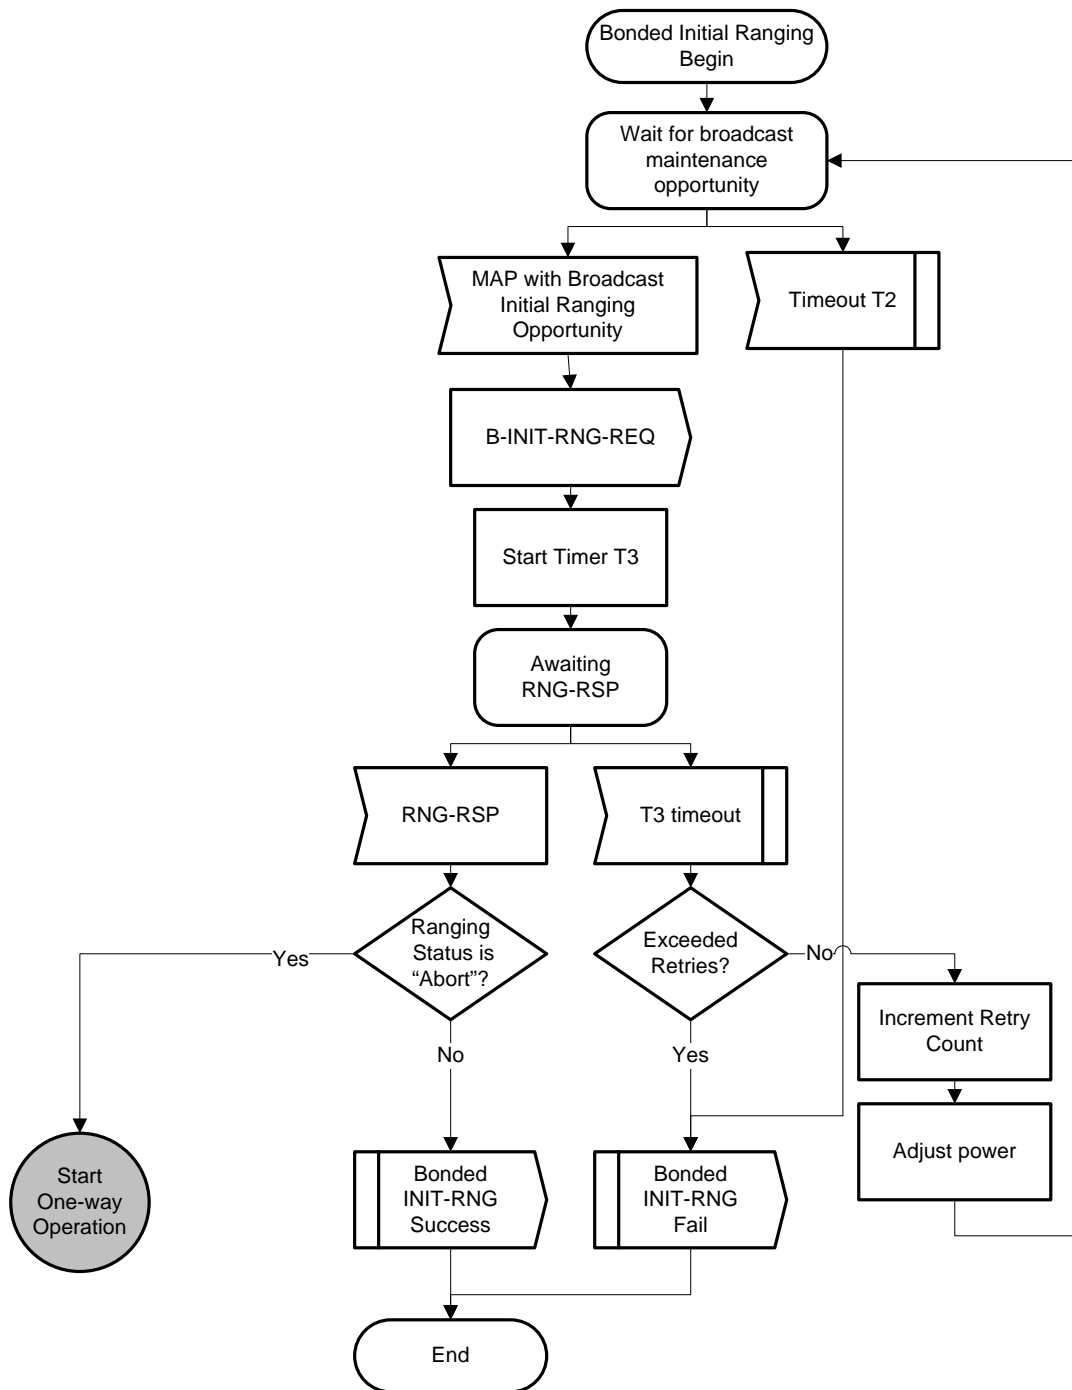 Bonded Initial Ranging
Begin
Wait for broadcast
maintenance
opportunity
MAP with Broadcast
Initial Ranging
Opportunity
Timeout T2
B-INIT-RNG-REQ
Start Timer T3
Awaiting
RNG-RSP
RNG-RSP
T3 timeout
Ranging
Status is
“Abort”?
Exceeded
Retries?
Yes
No
Increment Retry
Count
No
Yes
Adjust power
Start
One-way
Operation
Bonded
INIT-RNG
Success
Bonded
INIT-RNG
Fail
End